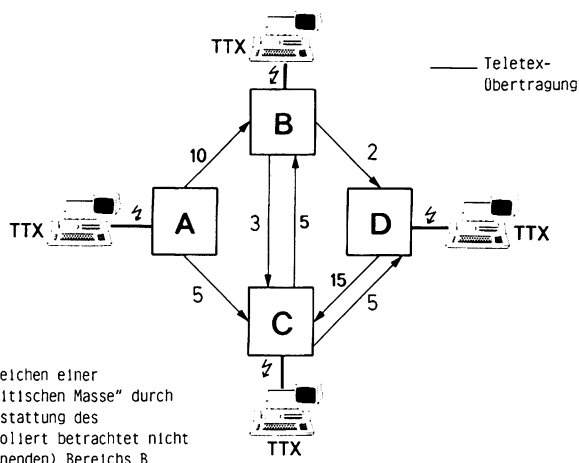 TTX
Teletex-
Übertragung
B
10
2
TTX
A
3
5
D
TTX
5
15
5
C
eichen einer
itischen Masse" durch
stattung des
oliert betrachtet nicht
nenden) Bereichs B
TTX